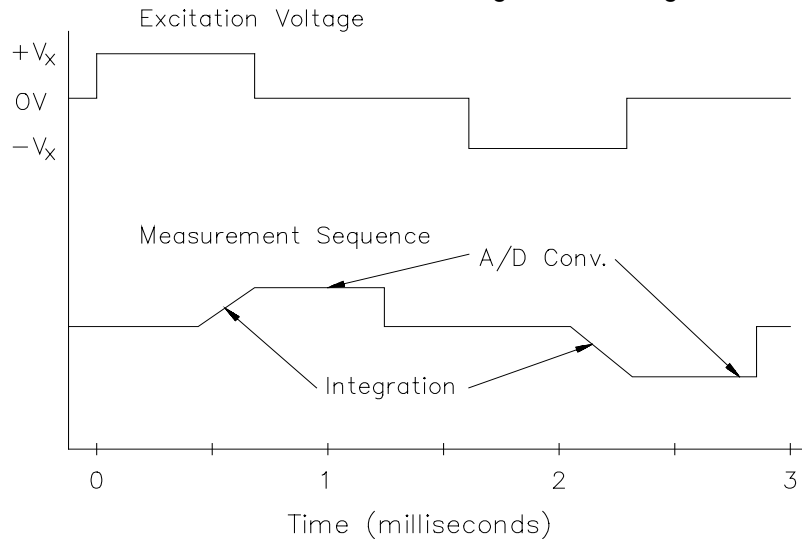 Excitation Voltage
+Vx
0V
−Vx
Measurement Sequence
A/D Conv.
Integration
0 1 2 3
Time (milliseconds)